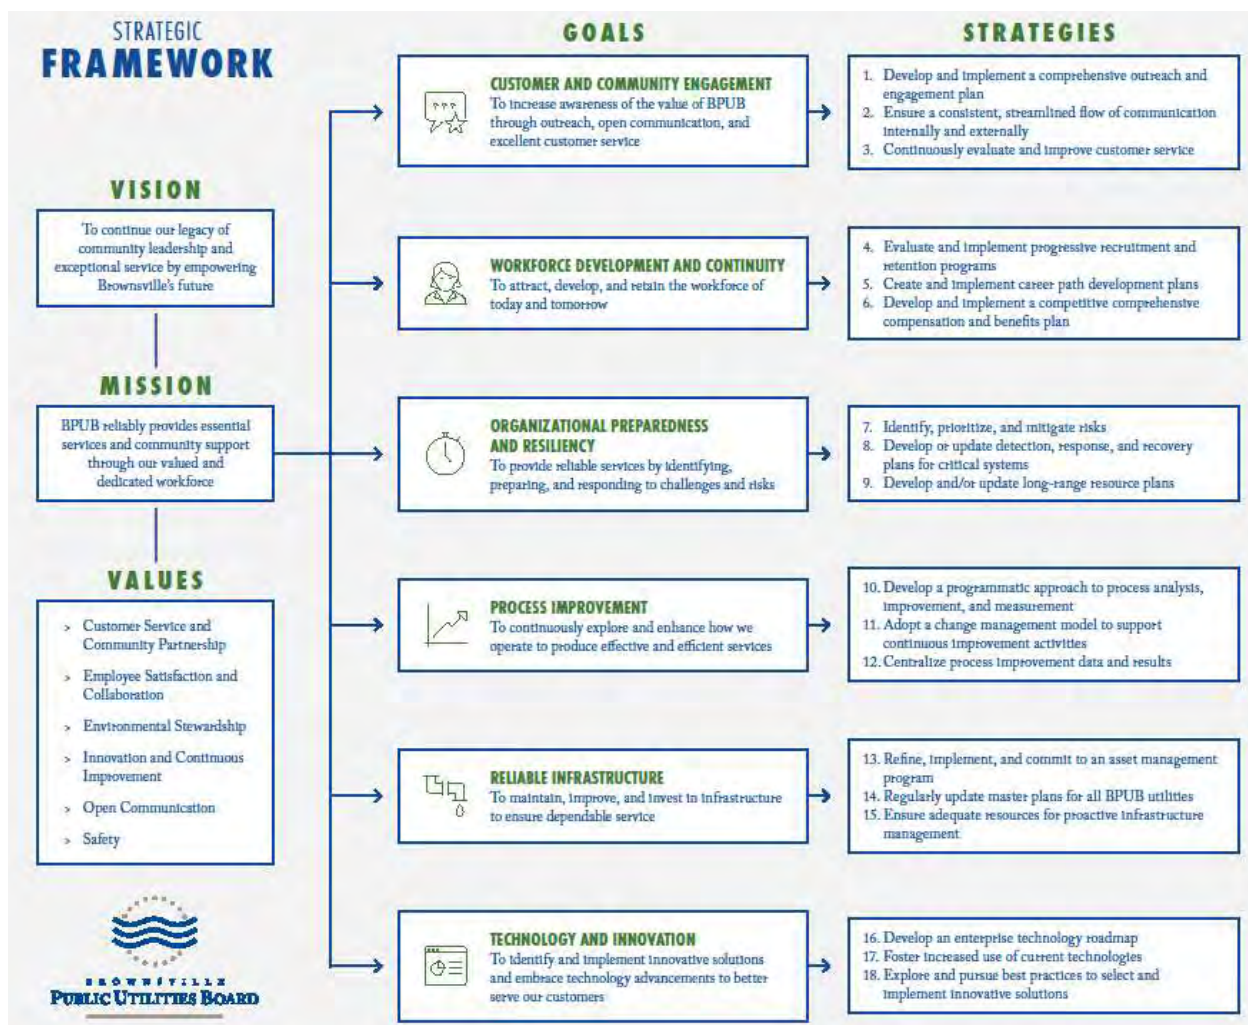 STRATEGIC
FRAMEWORK
VISION
To continue our legacy of
community leadership and
exceptional service by empowering
Brownsville's future
MISSION
BPUB reliably provides essential
services and community support
through our valued and
dedicated workforce
VALUES
> Customer Service and
Community Partnership
> Employee Satisfaction and
Collaboration
> Environmental Stewardship
> Innovation and Continuous
Improvement
> Open Communication
> Safety
BROWNSVILLE
PUBLIC UTILITIES BOARD
GOALS
CUSTOMER AND COMMUNITY ENGAGEMENT
To increase awareness of the value of BPUB
through outreach, open communication, and
excellent customer service
WORKFORCE DEVELOPMENT AND CONTINUITY
To attract, develop, and retain the workforce of
today and tomorrow
ORGANIZATIONAL PREPAREDNESS
AND RESILIENCY
To provide reliable services by identifying,
preparing, and responding to challenges and risks
PROCESS IMPROVEMENT
To continuously explore and enhance how we
operate to produce effective and efficient services
RELIABLE INFRASTRUCTURE
To maintain, improve, and invest in infrastructure
to ensure dependable service
TECHNOLOGY AND INNOVATION
To identify and implement innovative solutions
and embrace technology advancements to better
serve our customers
STRATEGIES
1. Develop and implement a comprehensive outreach and
engagement plan
2. Ensure a consistent, streamlined flow of communication
internally and externally
3. Continuously evaluate and improve customer service
4. Evaluate and implement progressive recruitment and
retention programs
5. Create and implement career path development plans
6. Develop and implement a competitive comprehensive
compensation and benefits plan
7. Identify, prioritize, and mitigate risks
8. Develop or update detection, response, and recovery
plans for critical systems
9. Develop and/or update long-range resource plans
10. Develop a programmatic approach to process analysis,
improvement, and measurement
11. Adopt a change management model to support
continuous improvement activities
12. Centralize process improvement data and results
13. Refine, implement, and commit to an asset management
program
14. Regularly update master plans for all BPUB utilities
15. Ensure adequate resources for proactive infrastructure
management
16. Develop an enterprise technology roadmap
17. Foster increased use of current technologies
18. Explore and pursue best practices to select and
implement innovative solutions